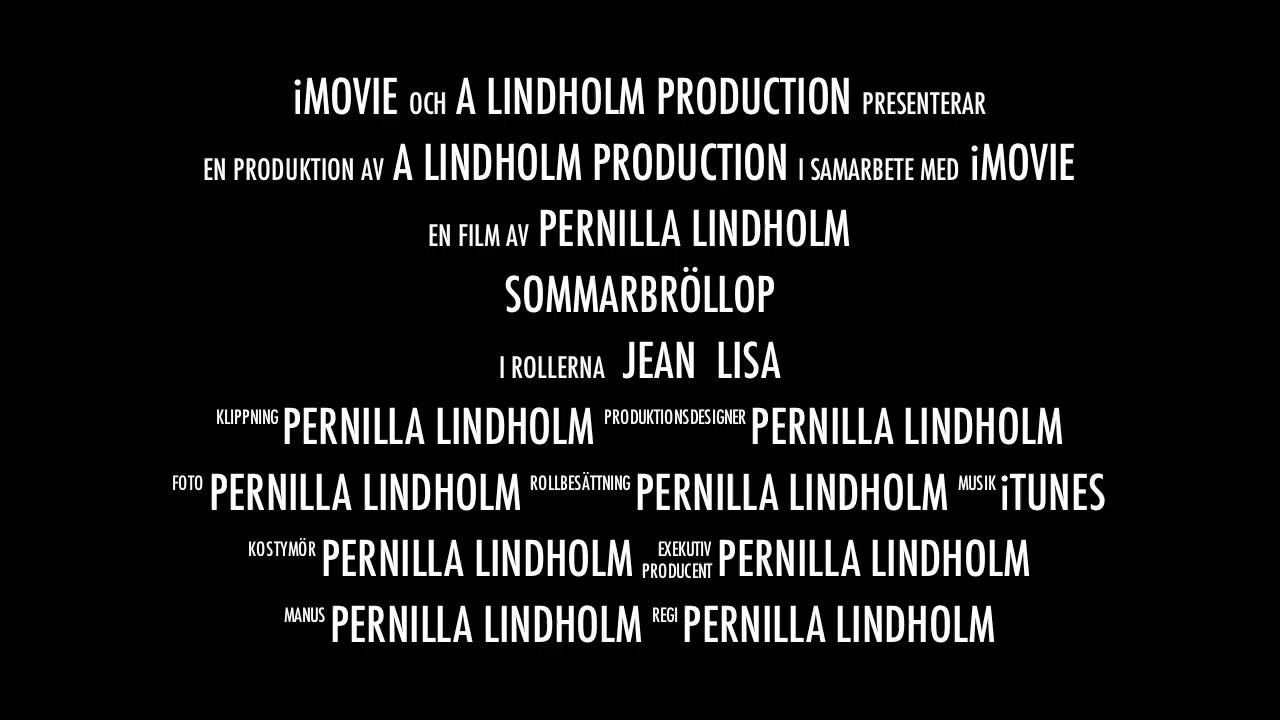 iMOVIE OCH A LINDHOLM PRODUCTION PRESENTERAR
EN PRODUKTION AV A LINDHOLM PRODUCTION I SAMARBETE MED iMOVIE
EN FILM AV PERNILLA LINDHOLM
SOMMARBRÖLLOP
I ROLLERNA JEAN LISA
KLIPPNING PERNILLA LINDHOLM PRODUKTIONSDESIGNER PERNILLA LINDHOLM
FOTO PERNILLA LINDHOLM ROLLBESÄTTNING PERNILLA LINDHOLM MUSIK iTUNES
KOSTYMÖR PERNILLA LINDHOLM EXEKUTIV PRODUCENT PERNILLA LINDHOLM
MANUS PERNILLA LINDHOLM REGI PERNILLA LINDHOLM